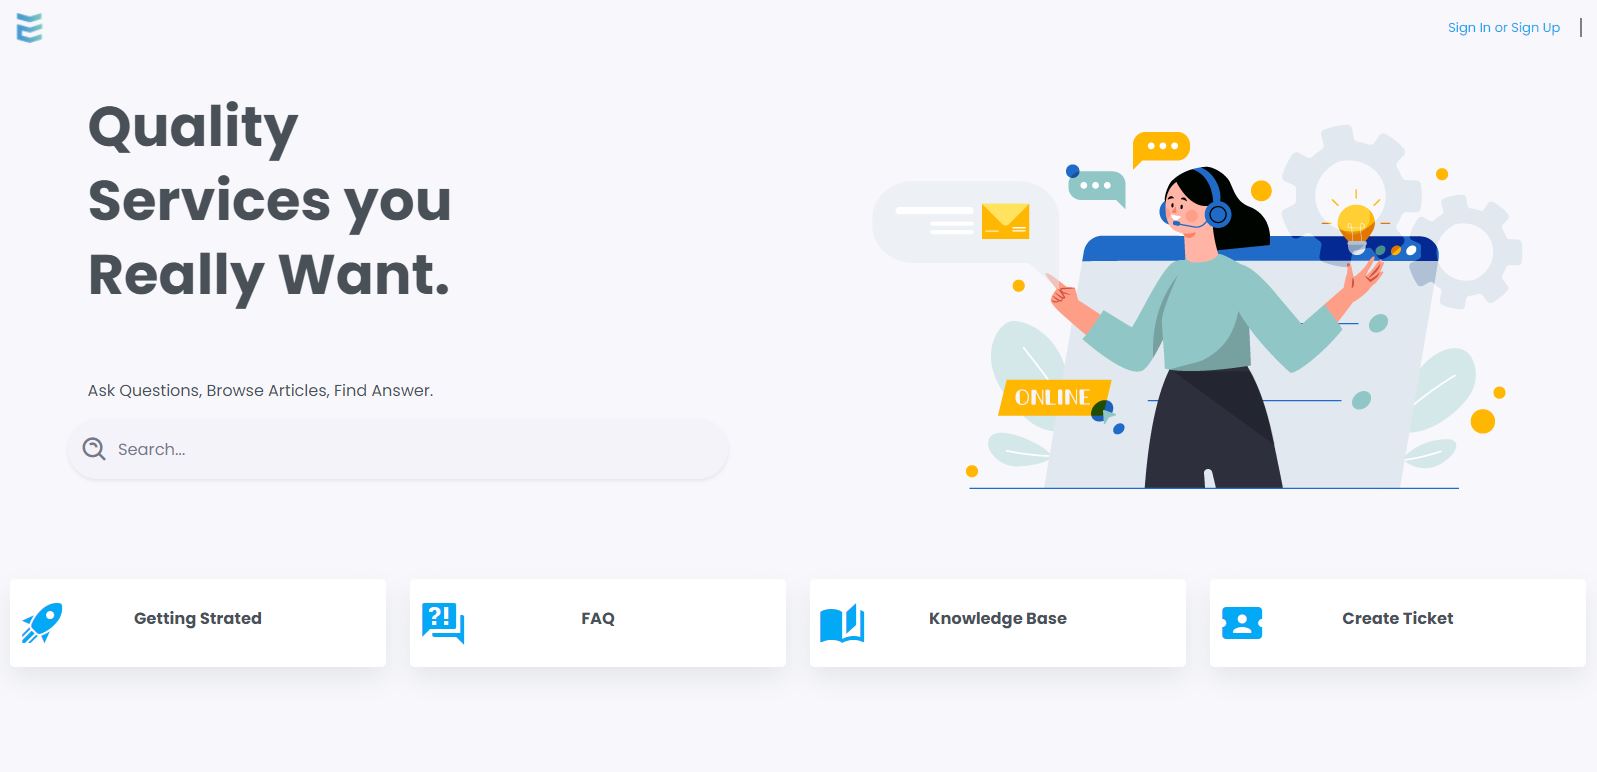 Sign In or Sign Up
Quality
Services you
Really Want.
Ask Questions, Browse Articles, Find Answer.
Search...
ONLINE
Getting Strated
FAQ
Knowledge Base
Create Ticket